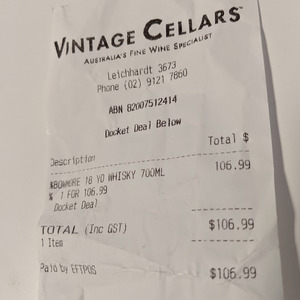 VINTAGE CELLARS
AUSTRALIA'S FINE WINE SPECIALIST
Leichhardt 3673
Phone (02) 9121 7860
ABN 82007512414
Docket Deal Below
Description Total $
%BOWMORE 18 YO WHISKY 700ML 106.99
% 1 FOR 106.99
Docket Deal
TOTAL (Inc GST) $106.99
1 Item
Paid by EFTPOS $106.99